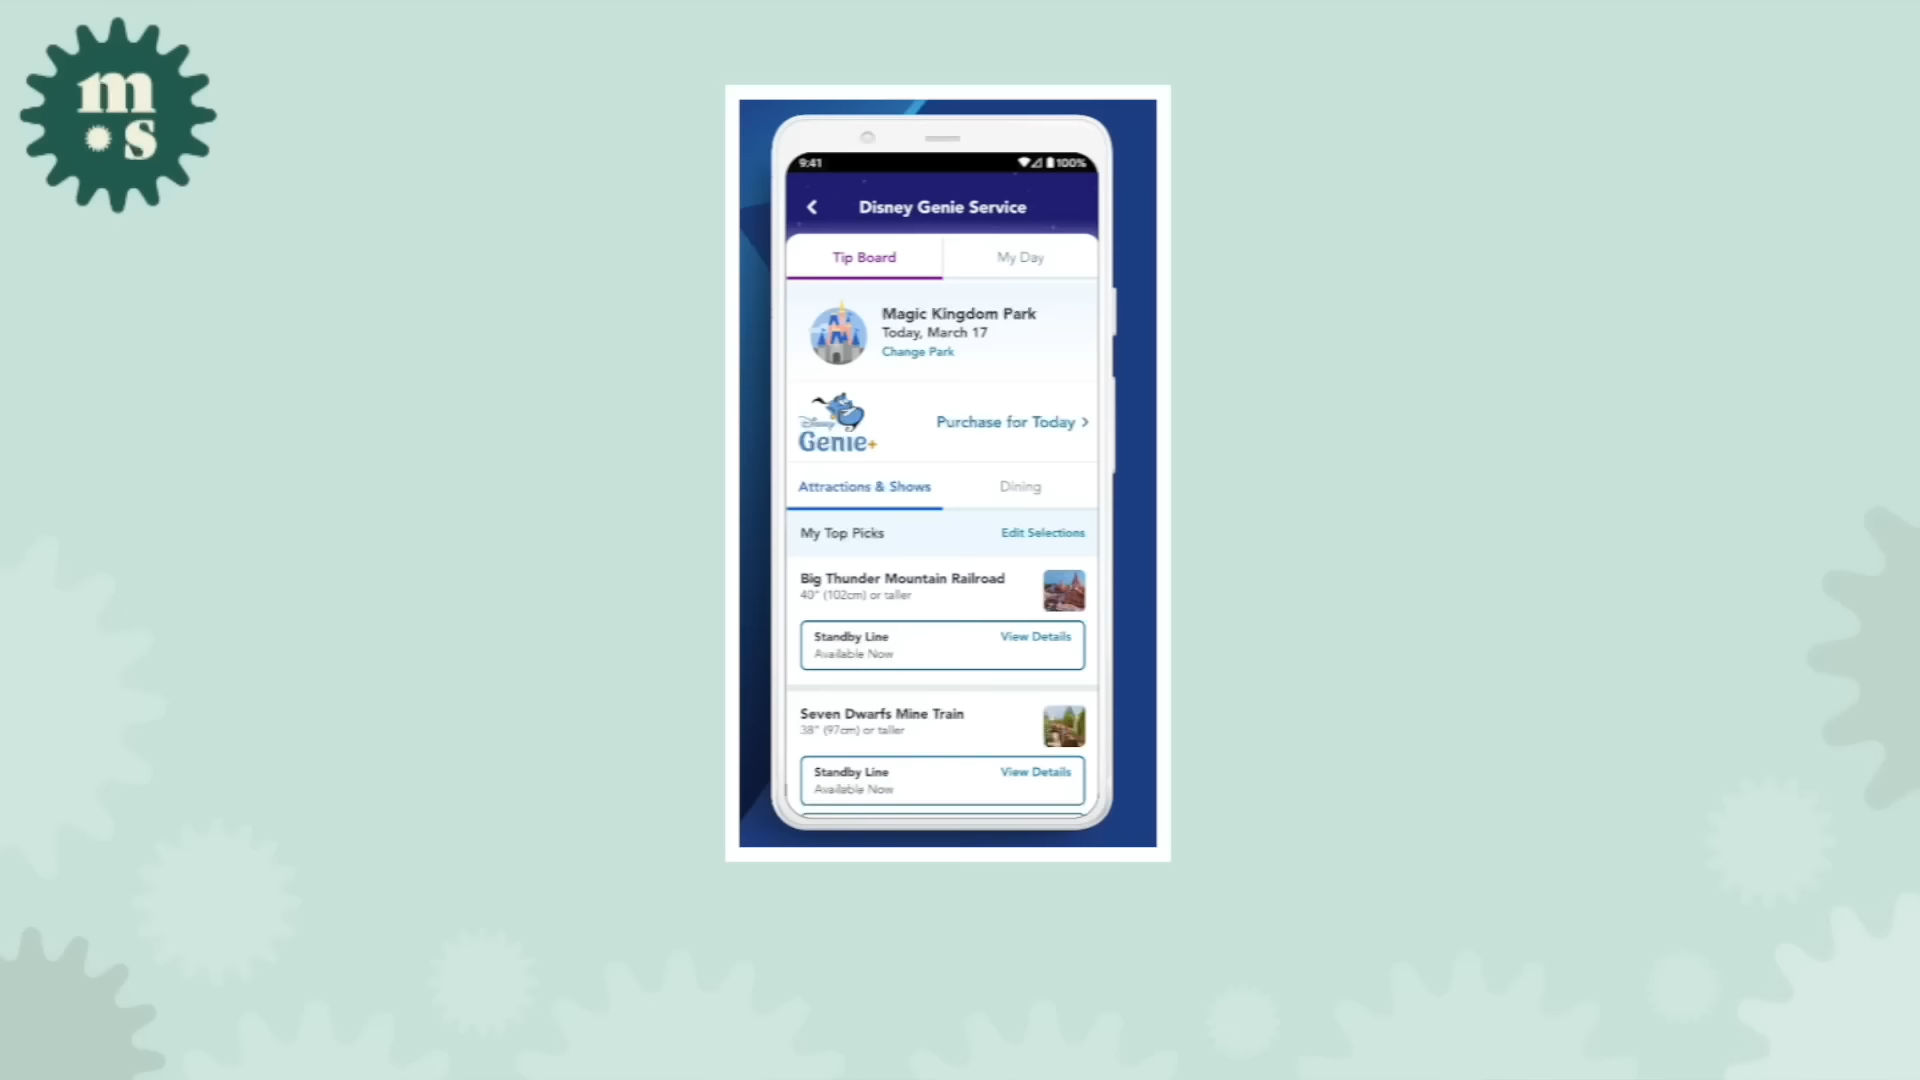 m
s
9:41
100%
Disney Genie Service
Tip Board
My Day
Magic Kingdom Park
Today, March 17
Change Park
Disney
Genie+
Purchase for Today >
Attractions & Shows
Dining
My Top Picks
Edit Selections
Big Thunder Mountain Railroad
40" (102cm) or taller
Standby Line
View Details
Available Now
Seven Dwarfs Mine Train
38" (97cm) or taller
Standby Line
View Details
Available Now